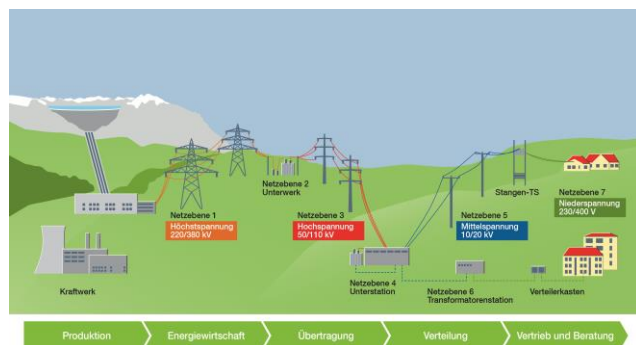 Netzebene 2
Unterwerk
Stangen-TS
Netzebene 7
Niederspannung
230/400 V
Netzebene 1
Höchstspannung
220/380 kV
Netzebene 3
Hochspannung
50/110 kV
Netzebene 5
Mittelspannung
10/20 kV
Kraftwerk
Netzebene 4
Unterstation
Netzebene 6
Transformatorenstation
Verteilerkasten
Produktion
Energiewirtschaft
Übertragung
Verteilung
Vertrieb und Beratung